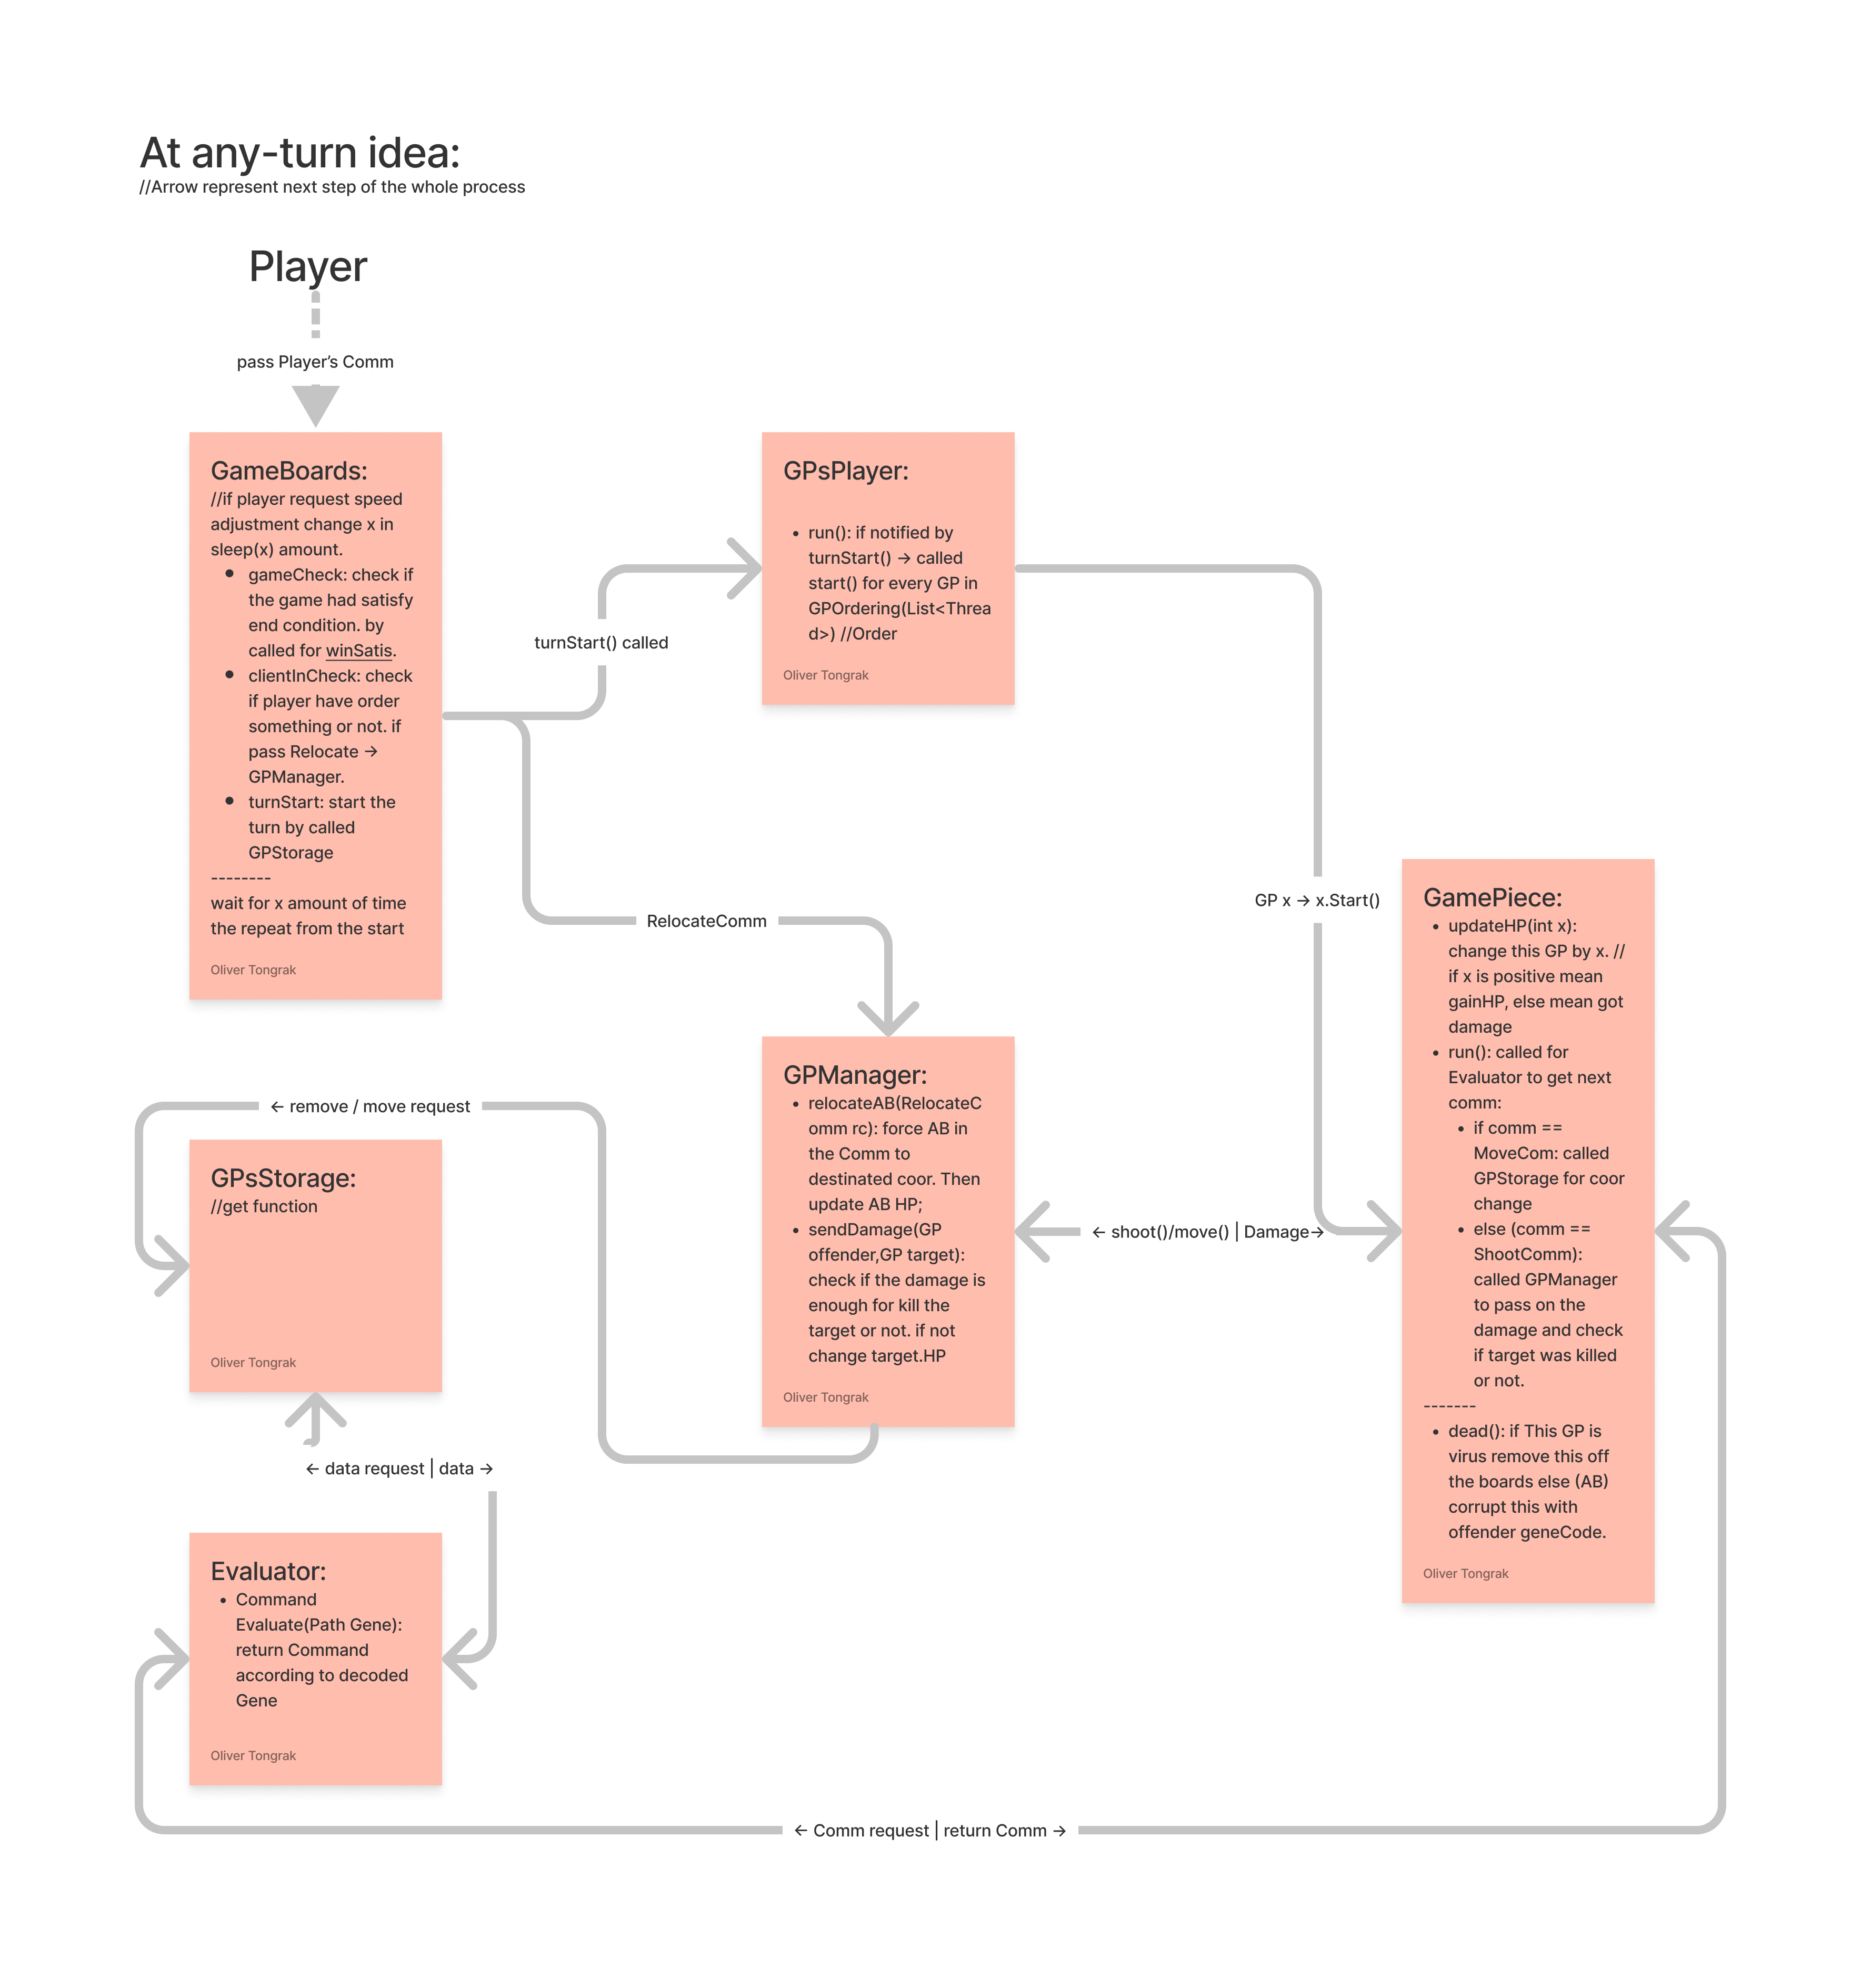 At any-turn idea:
//Arrow represent next step of the whole process
Player
pass Player’s Comm
GameBoards:
//if player request speed
adjustment change x in
sleep(x) amount.
• gameCheck: check if
the game had satisfy
end condition. by
called for winSatis.
• clientInCheck: check
if player have order
something or not. if
pass Relocate →
GPManager.
• turnStart: start the
turn by called
GPStorage
--------
wait for x amount of time
the repeat from the start
Oliver Tongrak
turnStart() called
GPsPlayer:
• run(): if notified by
turnStart() → called
start() for every GP in
GPOrdering(List<Threa
d>) //Order
Oliver Tongrak
RelocateComm
GP x → x.Start()
GPManager:
• relocateAB(RelocateC
omm rc): force AB in
the Comm to
destinated coor. Then
update AB HP;
• sendDamage(GP
offender,GP target):
check if the damage is
enough for kill the
target or not. if not
change target.HP
Oliver Tongrak
← shoot()/move() | Damage→
GamePiece:
• updateHP(int x):
change this GP by x. //
if x is positive mean
gainHP, else mean got
damage
• run(): called for
Evaluator to get next
comm:
• if comm ==
MoveCom: called
GPStorage for coor
change
• else (comm ==
ShootComm):
called GPManager
to pass on the
damage and check
if target was killed
or not.
-------
• dead(): if This GP is
virus remove this off
the boards else (AB)
corrupt this with
offender geneCode.
Oliver Tongrak
← remove / move request
GPsStorage:
//get function
Oliver Tongrak
← data request | data →
Evaluator:
• Command
Evaluate(Path Gene):
return Command
according to decoded
Gene
Oliver Tongrak
← Comm request | return Comm →